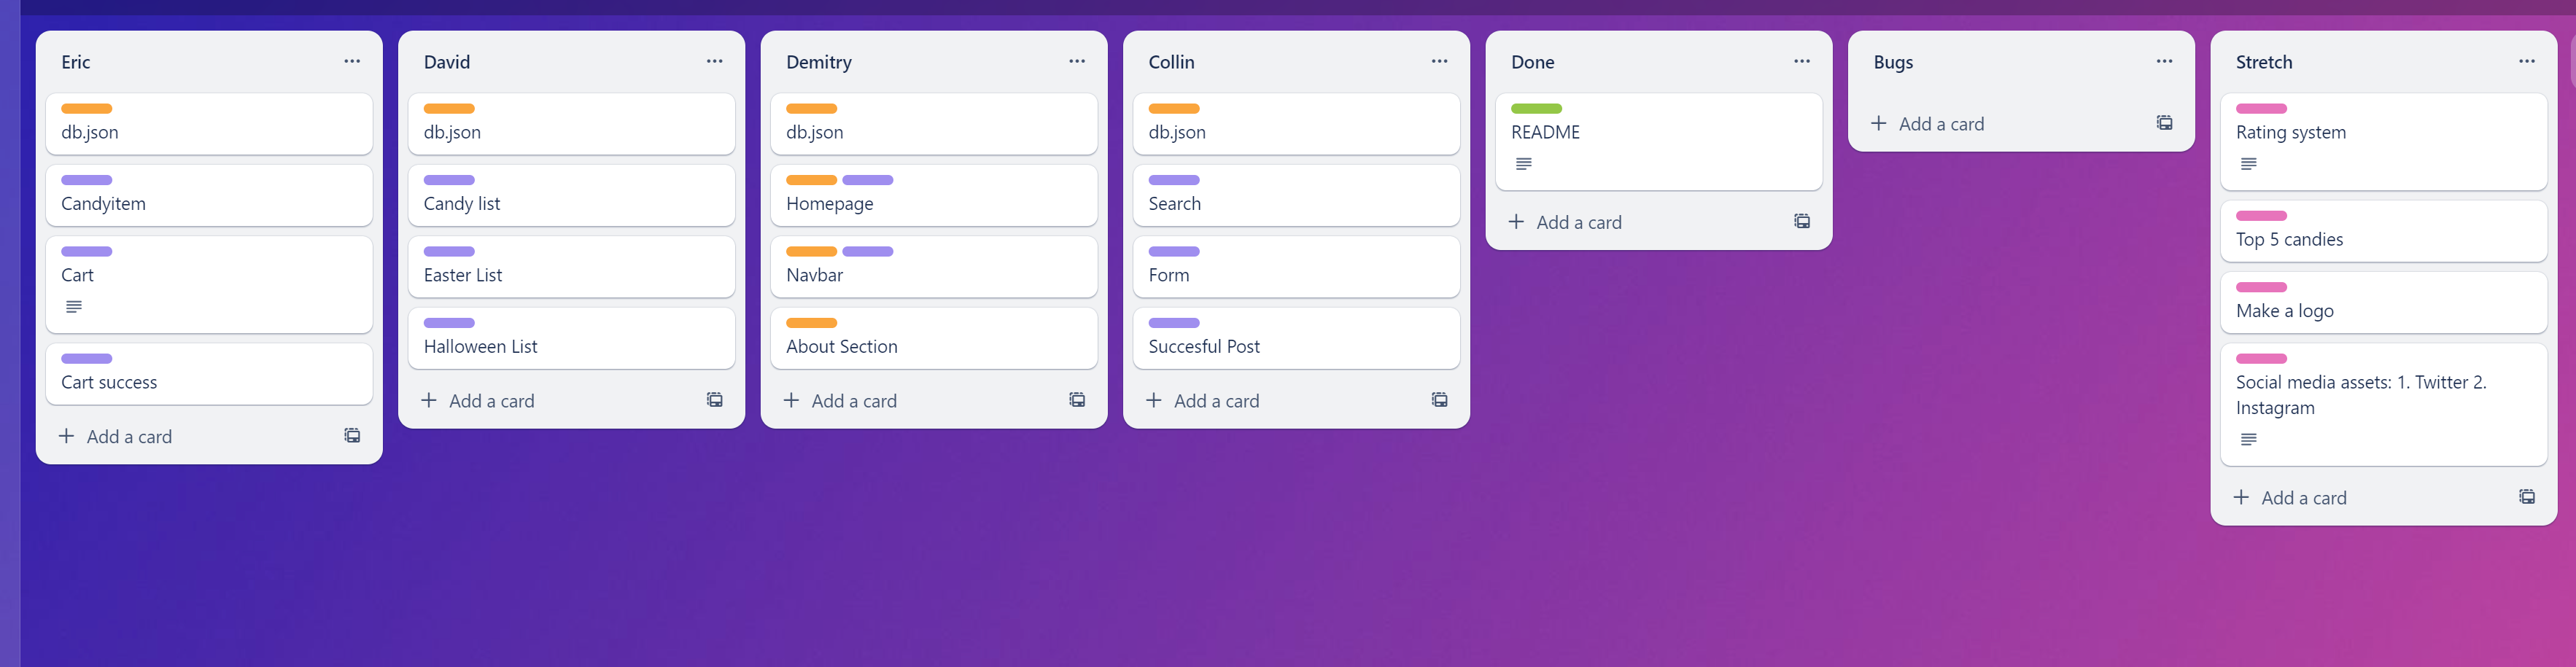 Eric
db.json
Candyitem
Cart
Cart success
+ Add a card
David
db.json
Candy list
Easter List
Halloween List
+ Add a card
Demitry
db.json
Homepage
Navbar
About Section
+ Add a card
Collin
db.json
Search
Form
Succesful Post
+ Add a card
Done
README
+ Add a card
Bugs
+ Add a card
Stretch
Rating system
Top 5 candies
Make a logo
Social media assets: 1. Twitter 2.
Instagram
+ Add a card